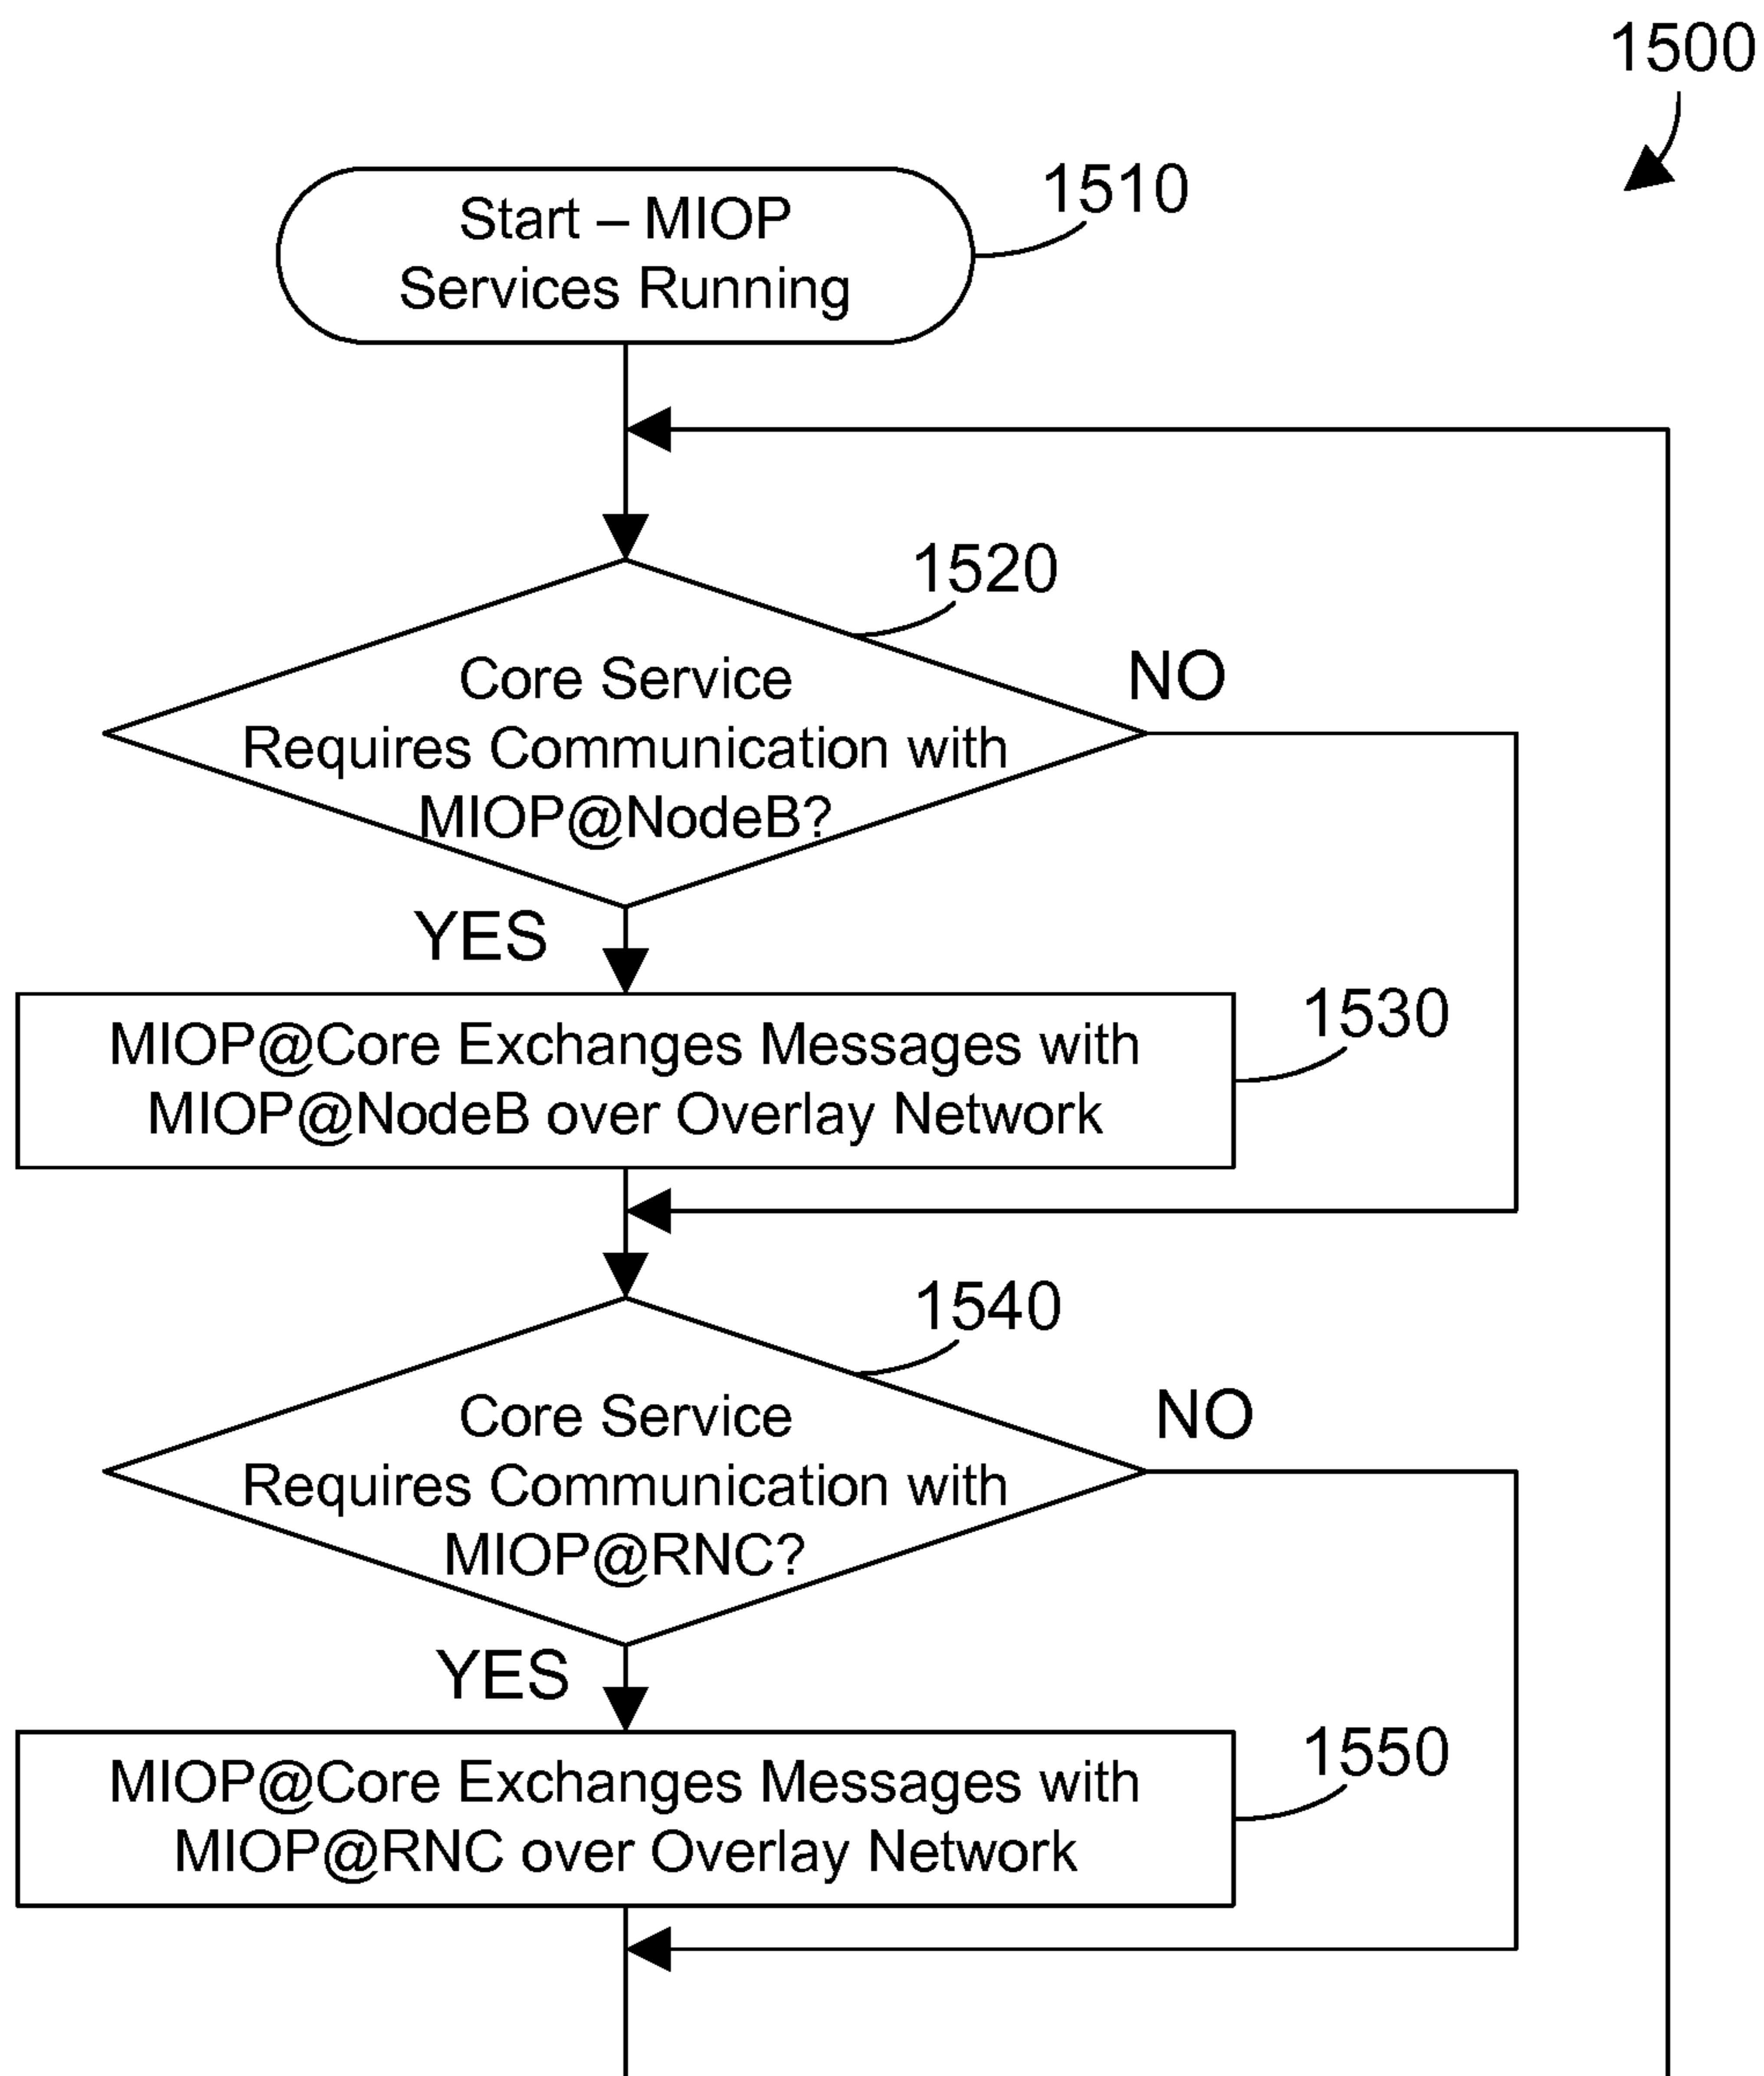 1500
Start – MIOP
Services Running
1510
1520
Core Service
Requires Communication with
MIOP@NodeB?
NO
YES
MIOP@Core Exchanges Messages with
MIOP@NodeB over Overlay Network
1530
1540
Core Service
Requires Communication with
MIOP@RNC?
NO
YES
MIOP@Core Exchanges Messages with
MIOP@RNC over Overlay Network
1550